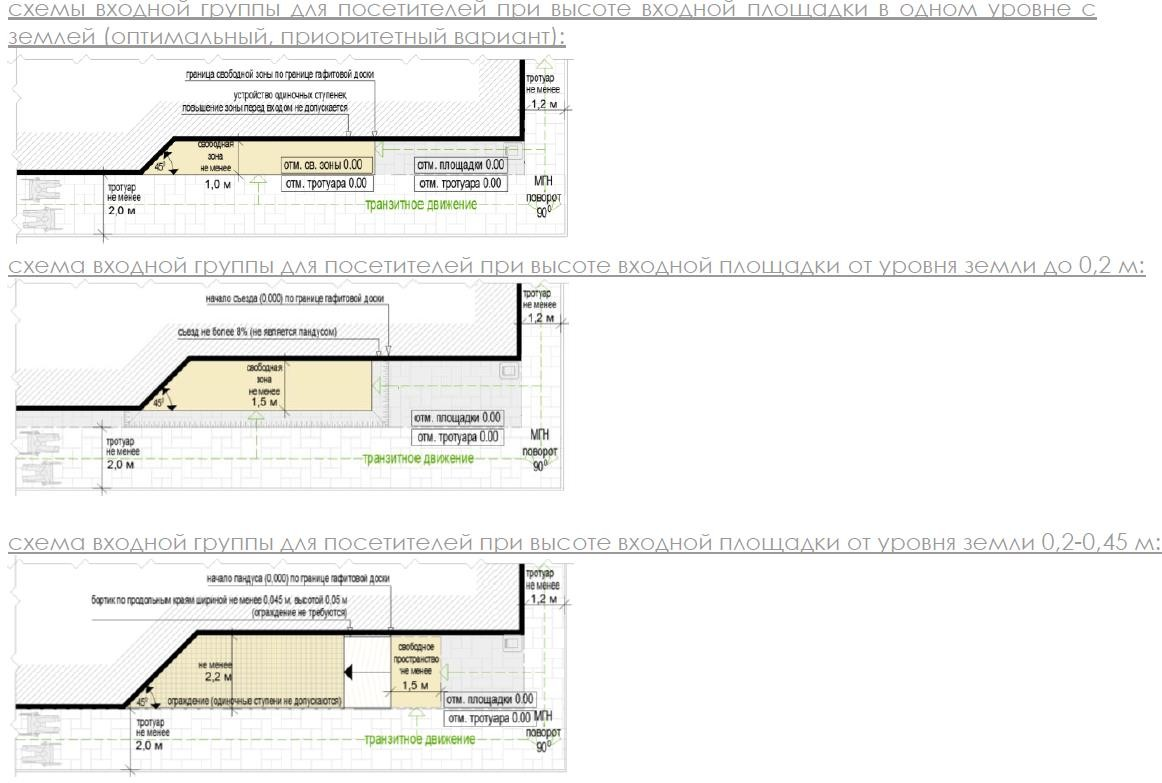 схемы входной группы для посетителей при высоте входной площадки в одном уровне с
землей (оптимальный, приоритетный вариант):
граница свободной зоны по границе гафитовой доски
устройство одиночных ступенек,
повышение зоны перед входом не допускается
тротуар
не менее
1,2 м
свободная
зона
не менее
1,0 м
45⁰
отм. св. зоны 0.00
отм. тротуара 0.00
отм. площадки 0.00
отм. тротуара 0.00
тротуар
не менее
2,0 м
транзитное движение
МГН
поворот
90⁰
схема входной группы для посетителей при высоте входной площадки от уровня земли до 0,2 м:
начало съезда (0.000) по границе гафитовой доски
съезд не более 8% (не является пандусом)
тротуар
не менее
1,2 м
свободная
зона
не менее
1,5 м
45⁰
отм. площадки 0.00
отм. тротуара 0.00
тротуар
не менее
2,0 м
транзитное движение
МГН
поворот
90⁰
схема входной группы для посетителей при высоте входной площадки от уровня земли 0,2-0,45 м:
начало пандуса (0,000) по границе гафитовой доски
бортик по продольным краям шириной не менее 0,045 м, высотой 0,05 м
(ограждение не требуются)
тротуар
не менее
1,2 м
не менее
2,2 м
свободное
пространство
не менее
1,5 м
45⁰
ограждение (одиночные ступени не допускаются)
отм. площадки 0.00
отм. тротуара 0.00
тротуар
не менее
2,0 м
транзитное движение
МГН
поворот
90⁰